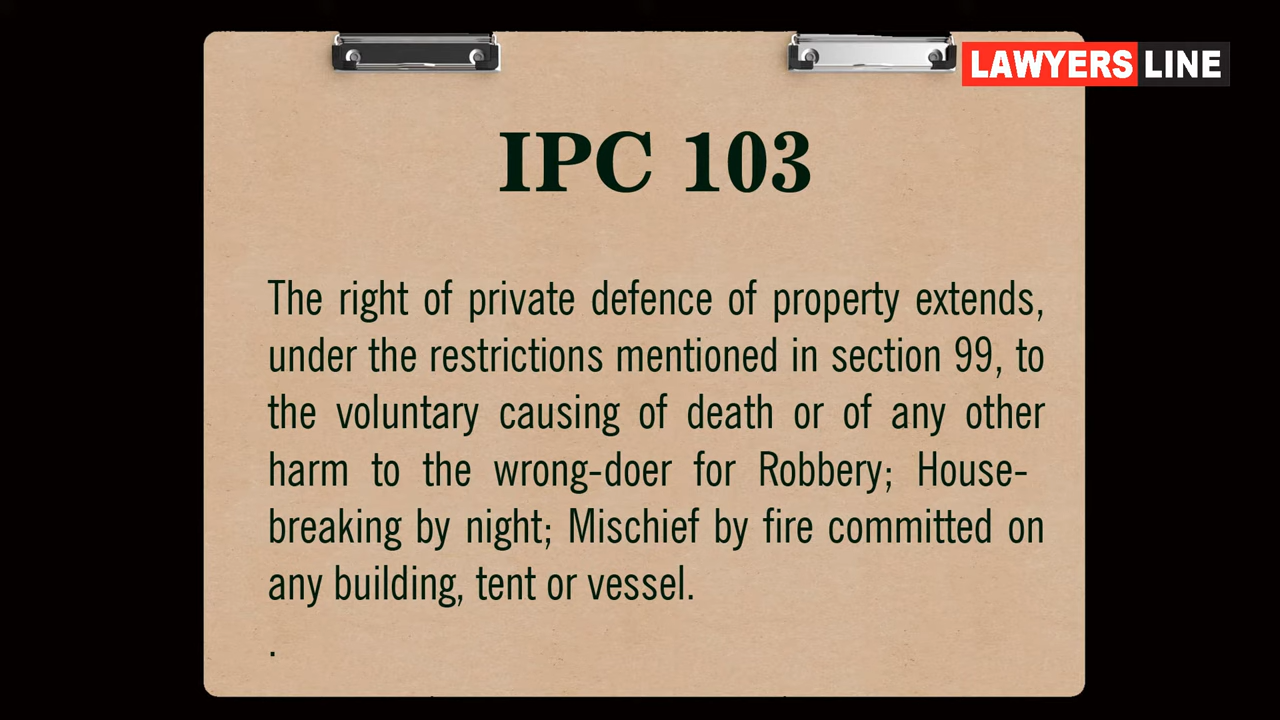 LAWYERS LINE
IPC 103
The right of private defence of property extends,
under the restrictions mentioned in section 99, to
the voluntary causing of death or of any other
harm to the wrong-doer for Robbery; House-
breaking by night; Mischief by fire committed on
any building, tent or vessel.
.